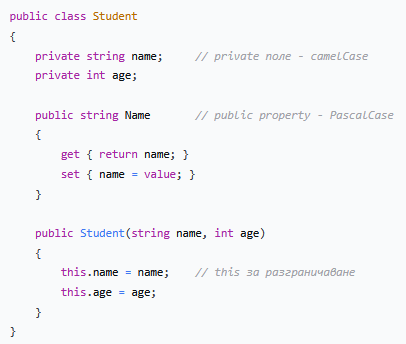 public class Student
{
    private string name;     // private поле - camelCase
    private int age;

    public string Name       // public property - PascalCase
    {
        get { return name; }
        set { name = value; }
    }

    public Student(string name, int age)
    {
        this.name = name;    // this за разграничаване
        this.age = age;
    }
}